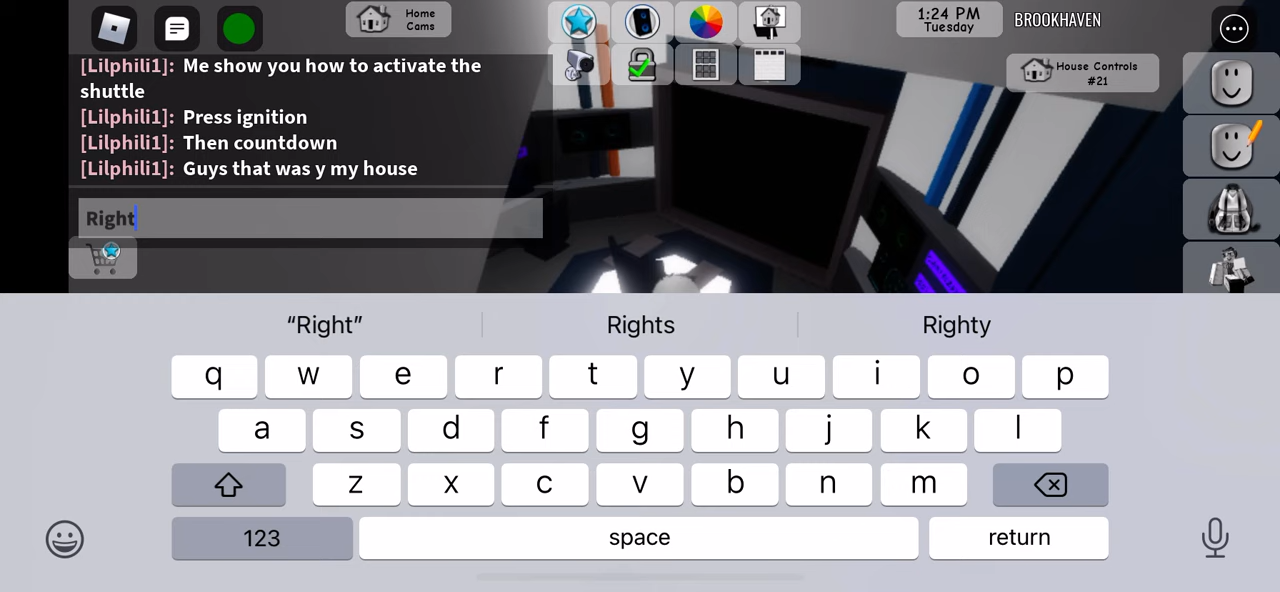 Home
Cams
1:24 PM
Tuesday
BROOKHAVEN
House Controls
#21
[Lilphili1]: Me show you how to activate the
shuttle
[Lilphili1]: Press ignition
[Lilphili1]: Then countdown
[Lilphili1]: Guys that was y my house
Right
“Right” Rights Righty
q w e r t y u i o p
a s d f g h j k l
z x c v b n m
123 space return